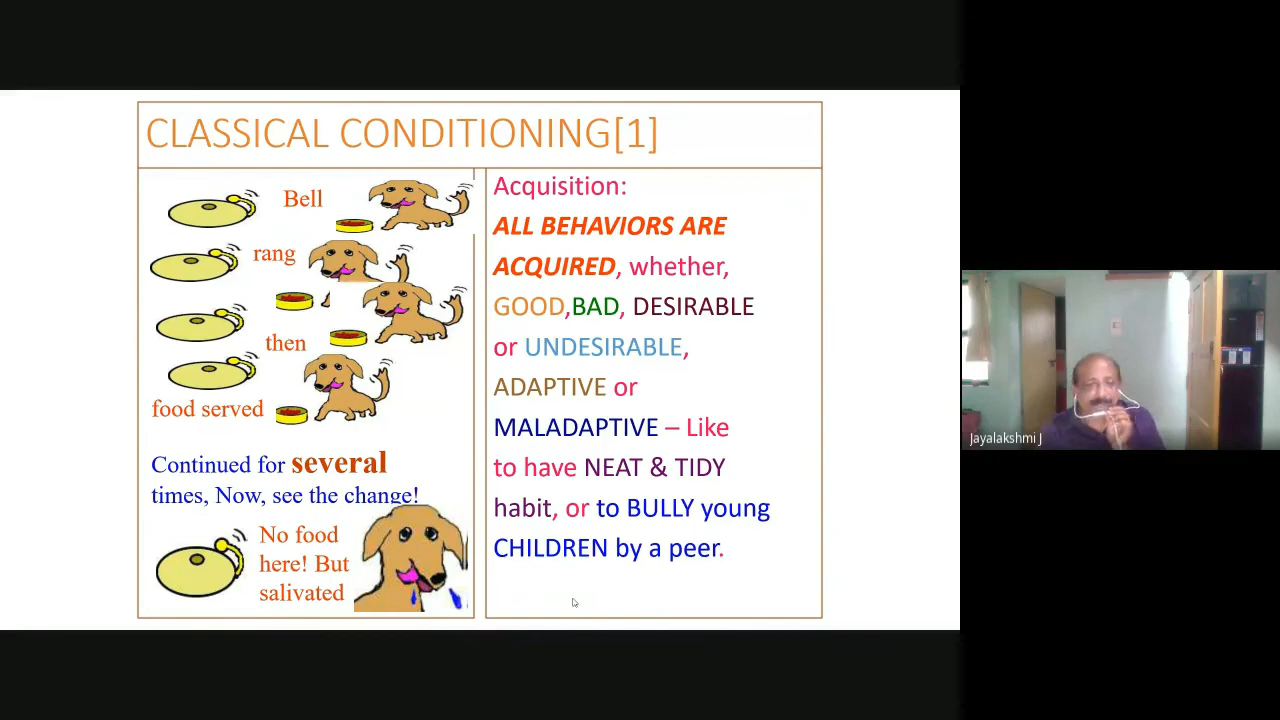 CLASSICAL CONDITIONING[1]
Bell
rang
then
food served
Continued for several
times, Now, see the change!
No food
here! But
salivated
Acquisition:
ALL BEHAVIORS ARE
ACQUIRED, whether,
GOOD,BAD, DESIRABLE
or UNDESIRABLE,
ADAPTIVE or
MALADAPTIVE – Like
to have NEAT & TIDY
habit, or to BULLY young
CHILDREN by a peer.
Jayalakshmi J